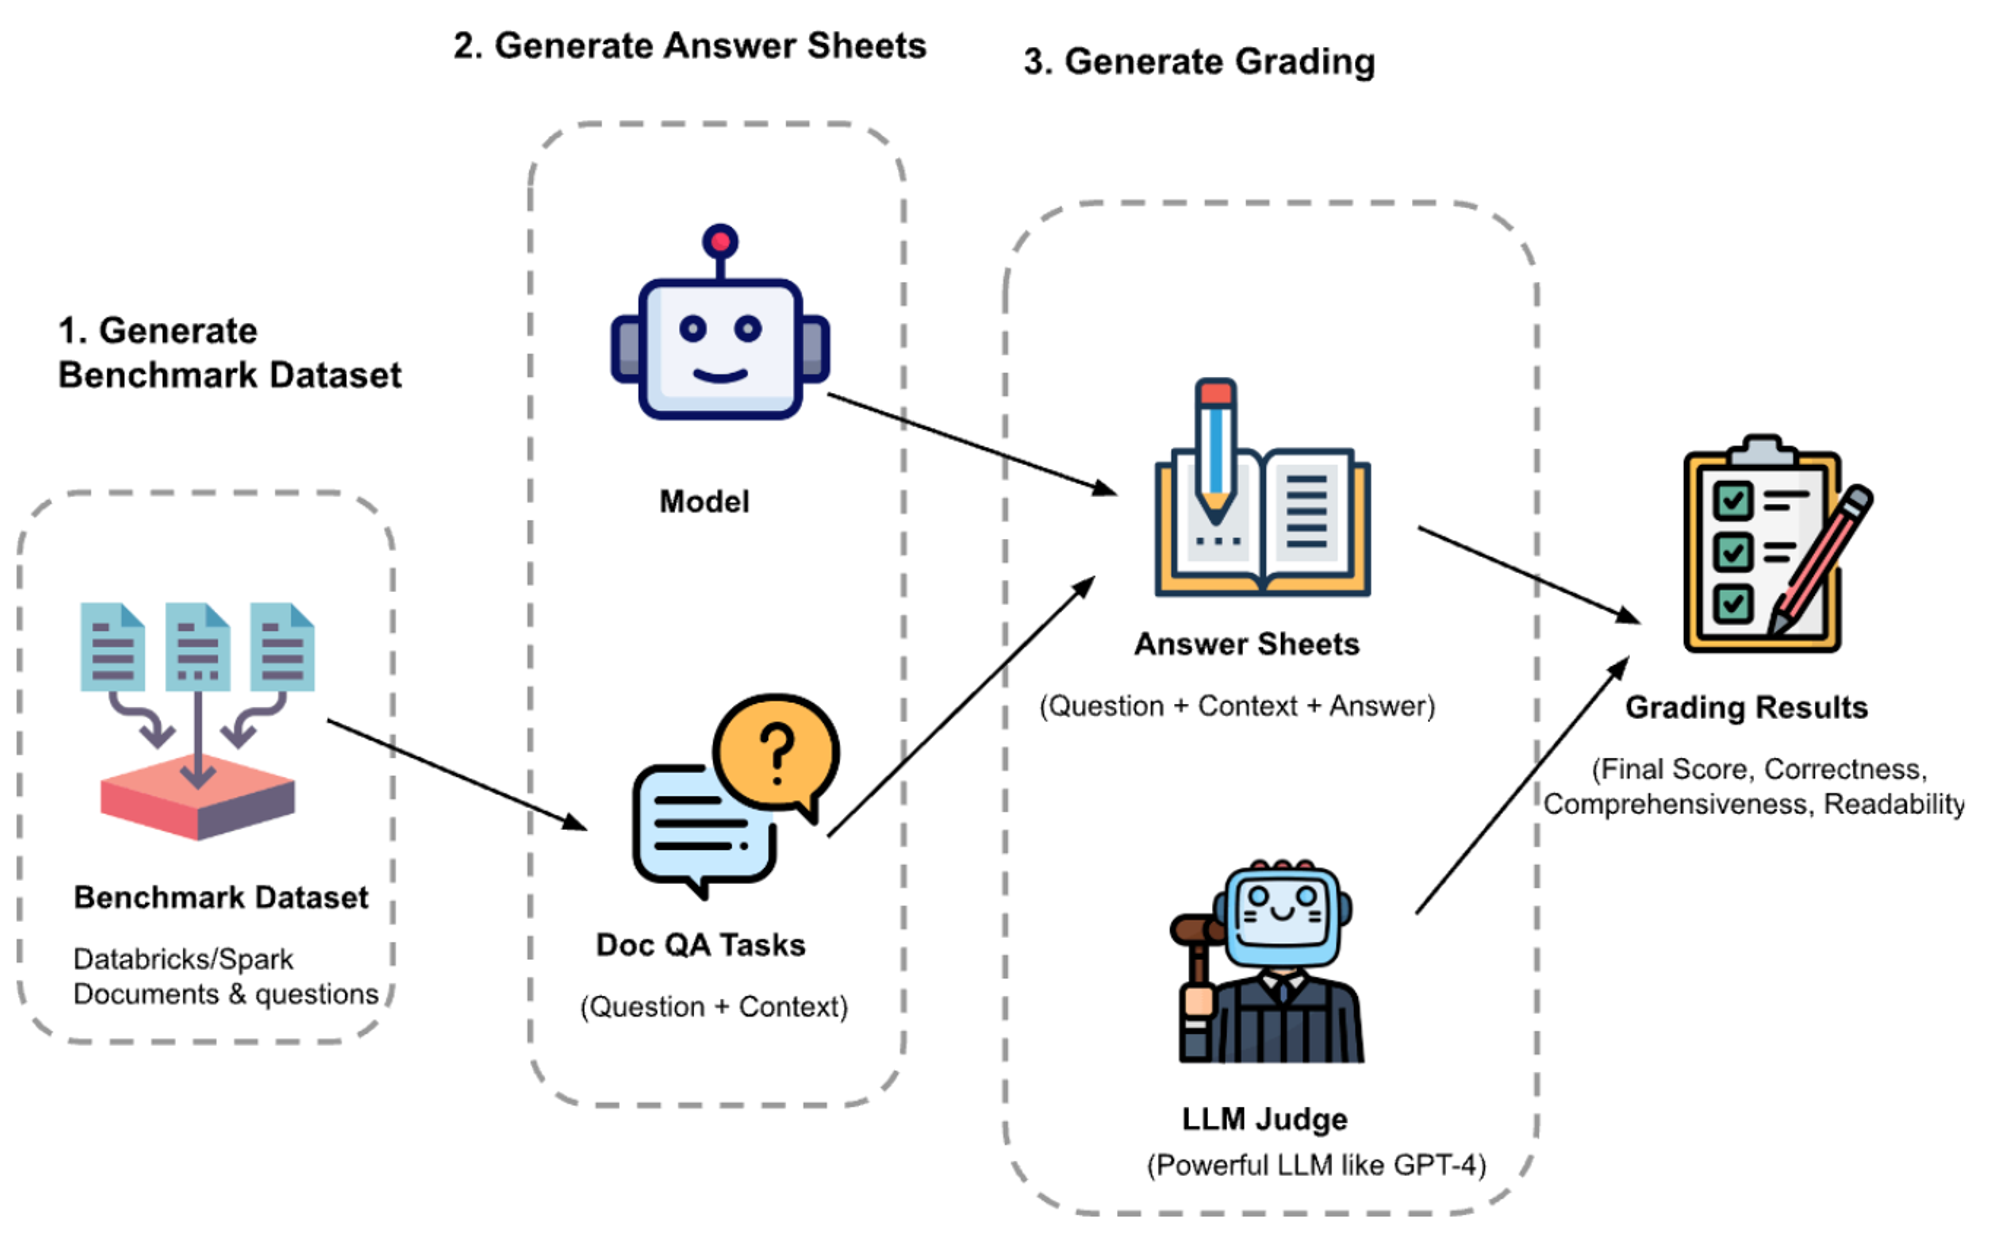 1. Generate
Benchmark Dataset
Benchmark Dataset
Databricks/Spark
Documents & questions
2. Generate Answer Sheets
Model
?
Doc QA Tasks
(Question + Context)
3. Generate Grading
Answer Sheets
(Question + Context + Answer)
LLM Judge
(Powerful LLM like GPT-4)
Grading Results
(Final Score, Correctness,
Comprehensiveness, Readability